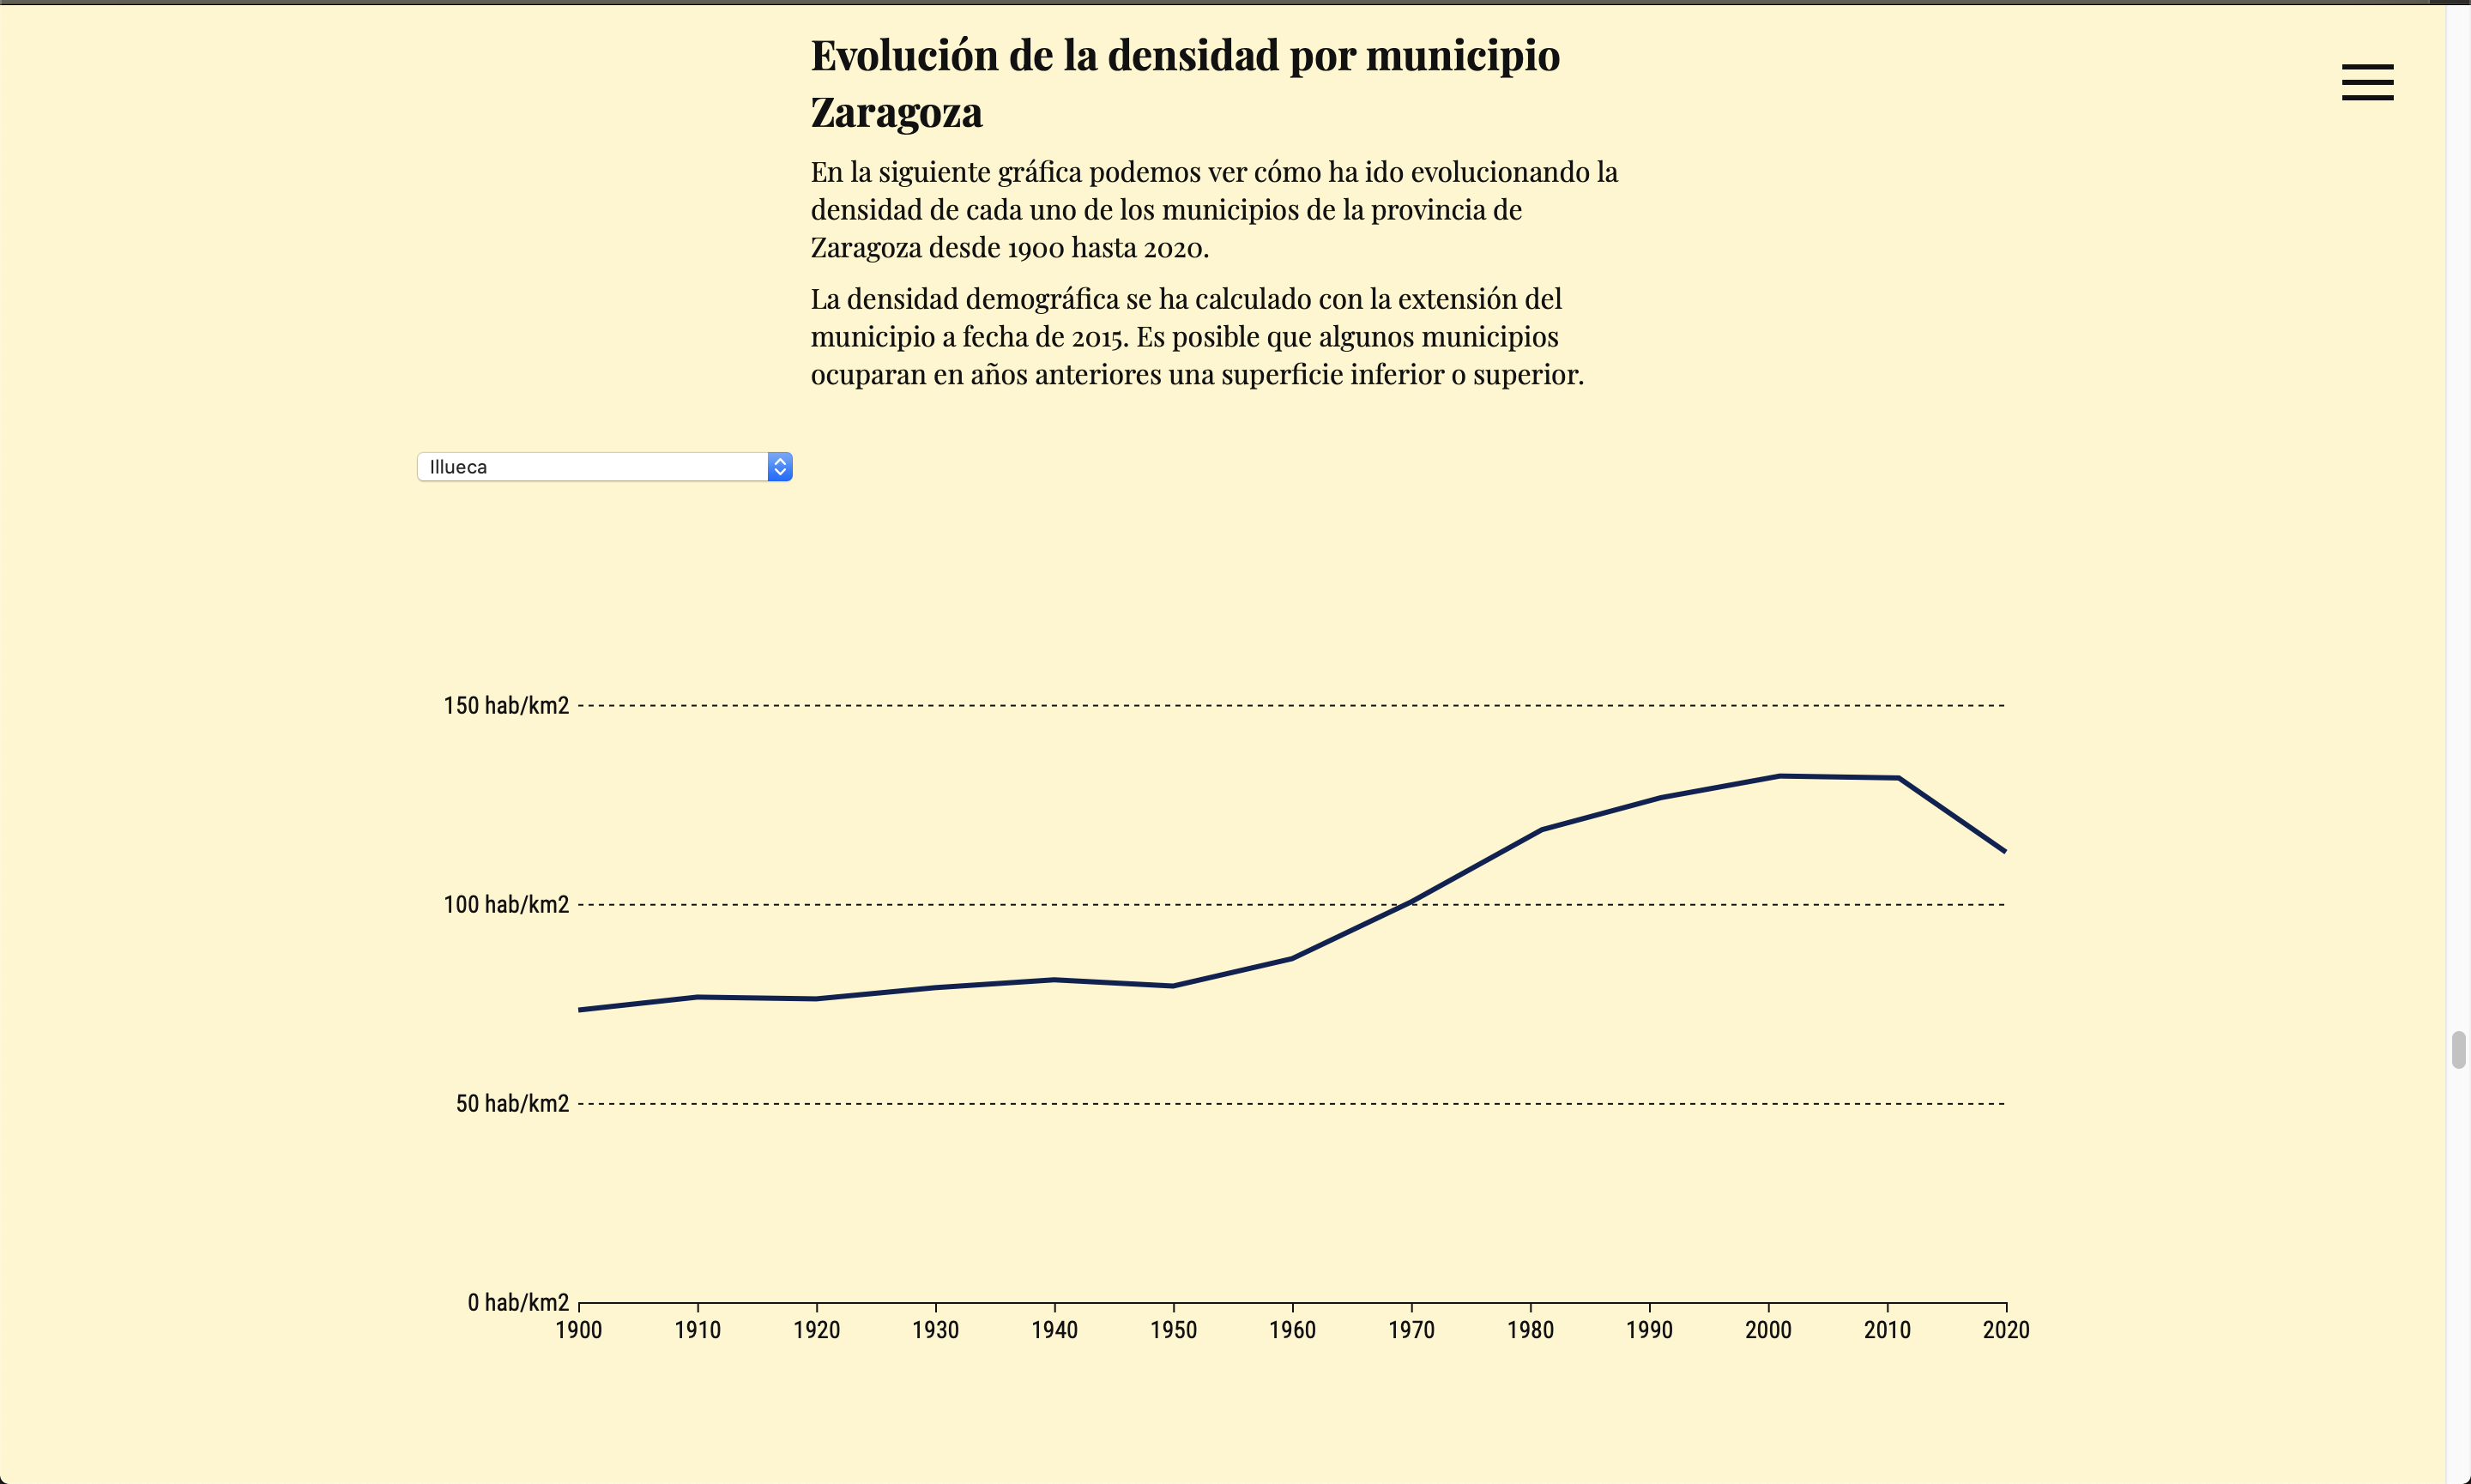 Evolución de la densidad por municipio
Zaragoza
En la siguiente gráfica podemos ver cómo ha ido evolucionando la
densidad de cada uno de los municipios de la provincia de
Zaragoza desde 1900 hasta 2020.
La densidad demográfica se ha calculado con la extensión del
municipio a fecha de 2015. Es posible que algunos municipios
ocuparan en años anteriores una superficie inferior o superior.
Illueca
150 hab/km2
100 hab/km2
50 hab/km2
0 hab/km2
1900 1910 1920 1930 1940 1950 1960 1970 1980 1990 2000 2010 2020